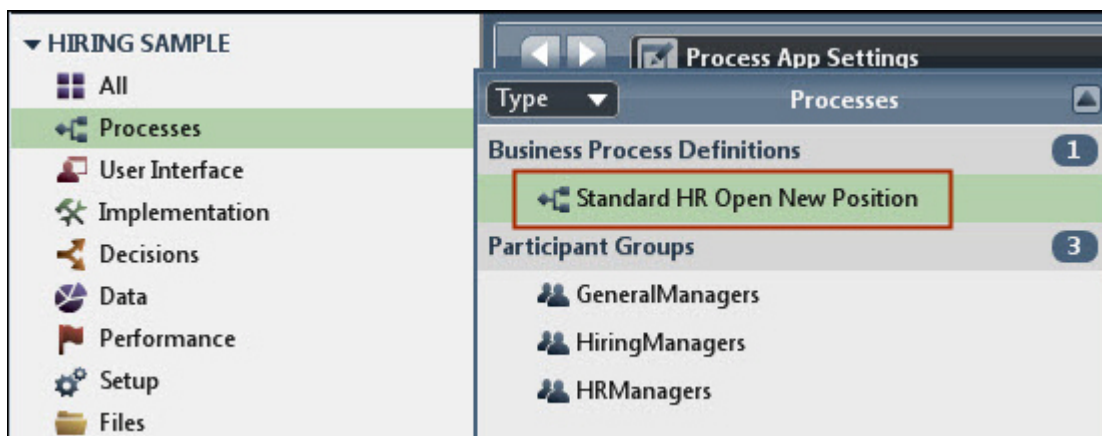 HIRING SAMPLE
All
Processes
User Interface
Implementation
Decisions
Data
Performance
Setup
Files
Process App Settings
Type
Processes
Business Process Definitions 1
Standard HR Open New Position
Participant Groups 3
GeneralManagers
HiringManagers
HRManagers